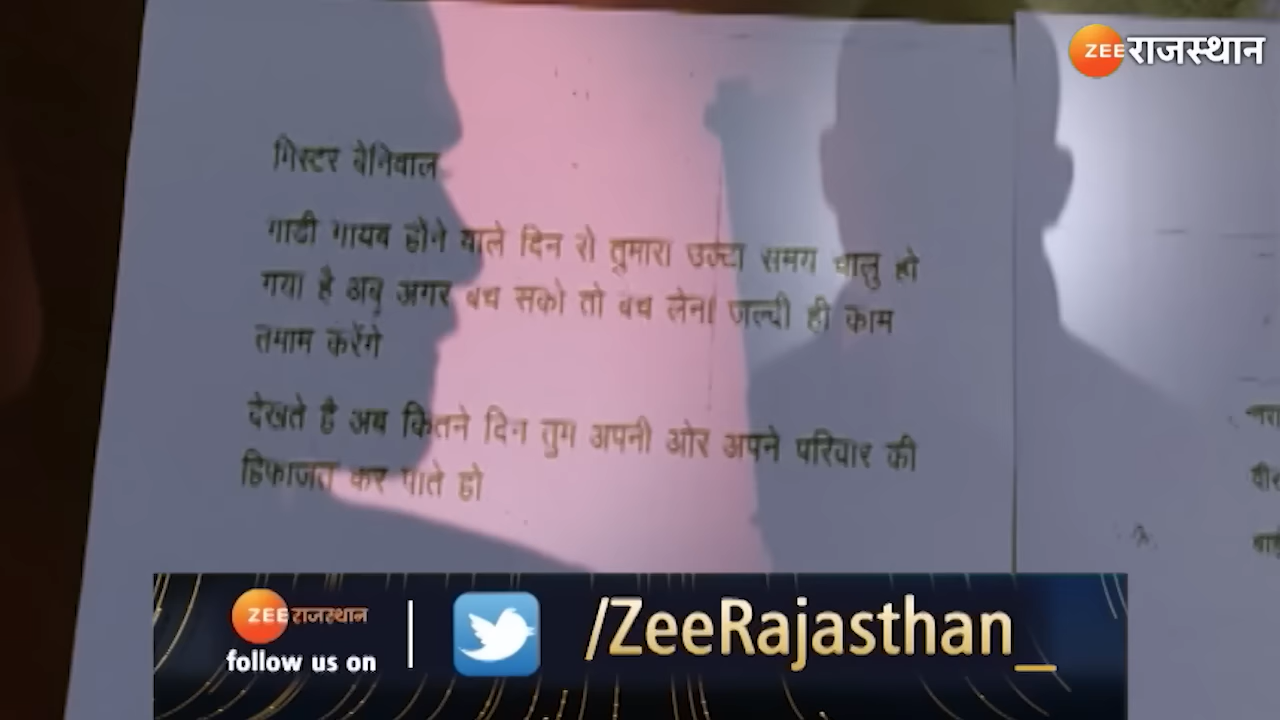 ZEE राजस्थान
मिस्टर बेनिवाल
गाडी गायब होने वाले दिन से तुमारा उल्टा समय चालु हो
गया है अब अगर बच सको तो बच लेना जल्दी ही काम
तमाम करेंगे
देखते है अब कितने दिन तुम अपनी ओर अपने परिवार की
हिफाजत कर पाते हो
ZEE राजस्थान
follow us on
/ZeeRajasthan_